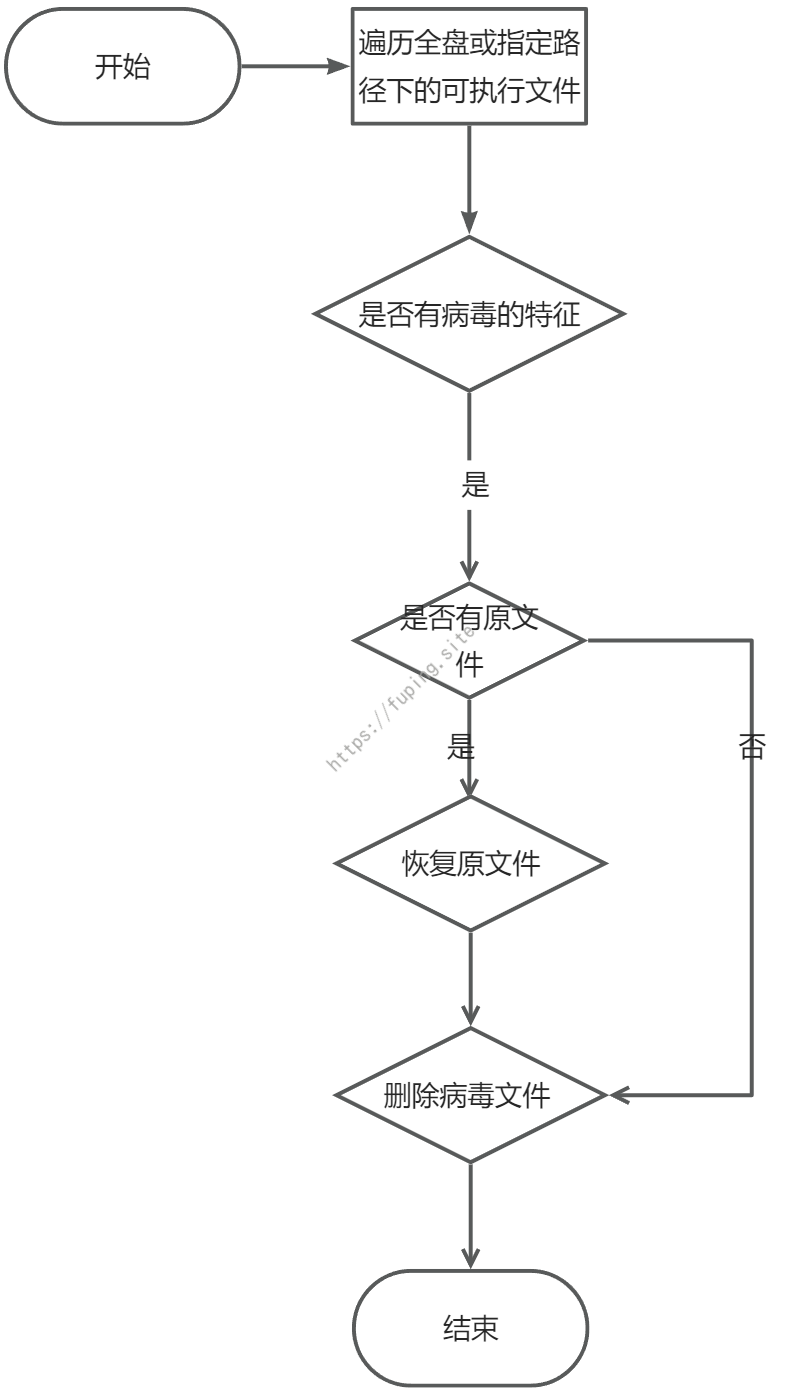 开始
遍历全盘或指定路
径下的可执行文件
是否有病毒的特征
是
是否有原文
件
https://fuping.site
是
否
恢复原文件
删除病毒文件
结束